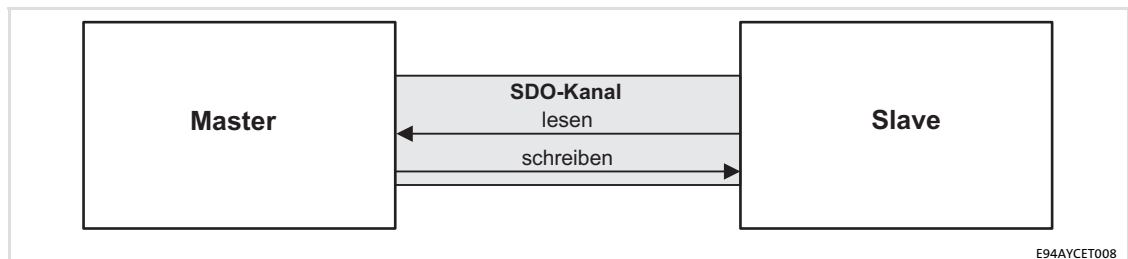 SDO-Kanal
Master
lesen
Slave
schreiben
E94AYCET008